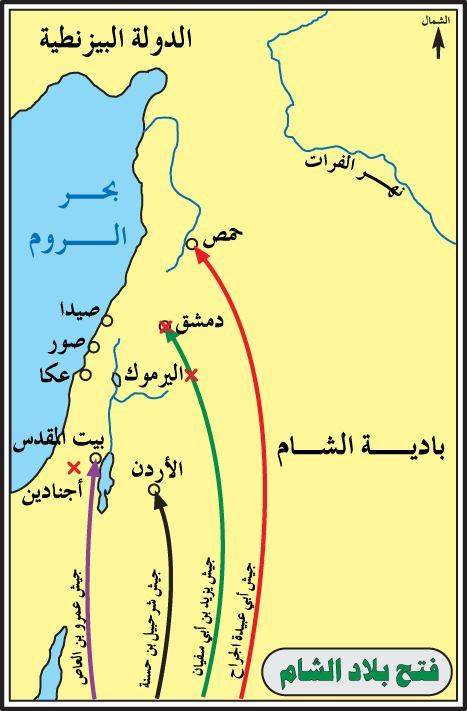 الشمال
الدولة البيزنطية
نهر الفرات
بحر
الروم
حمص
صيدا
دمشق
صور
اليرموك
عكا
بادية الشام
بيت المقدس
الأردن
أجنادين
جيش عمرو بن العاص
جيش شرحبيل بن حسنة
جيش يزيد بن أبي سفيان
جيش أبي عبيدة الجراح
فتح بلاد الشام